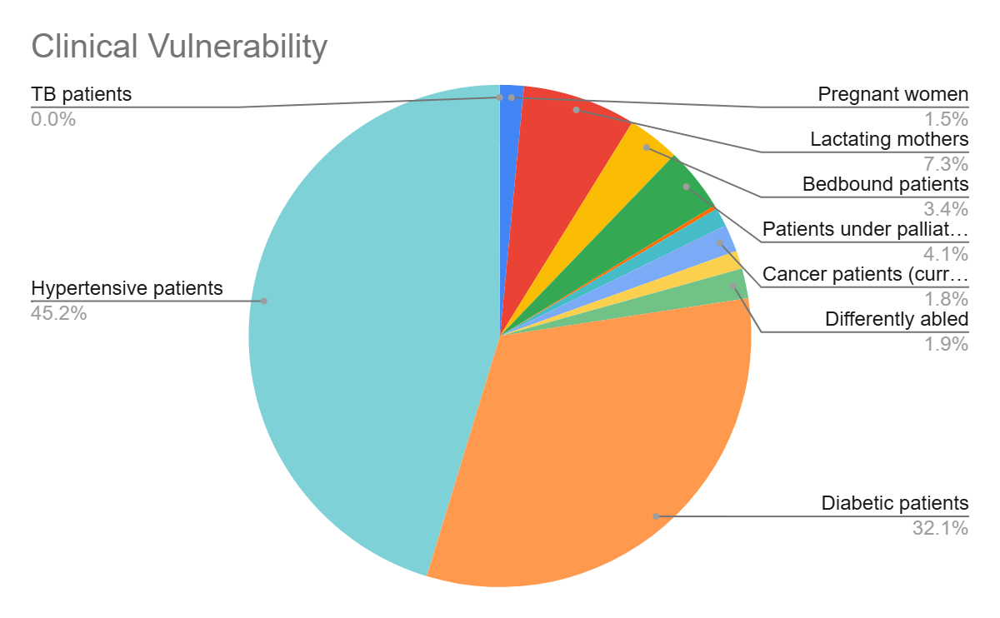 Clinical Vulnerability
TB patients
0.0%
Hypertensive patients
45.2%
Pregnant women
1.5%
Lactating mothers
7.3%
Bedbound patients
3.4%
Patients under palliat…
4.1%
Cancer patients (curr…
1.8%
Differently abled
1.9%
Diabetic patients
32.1%